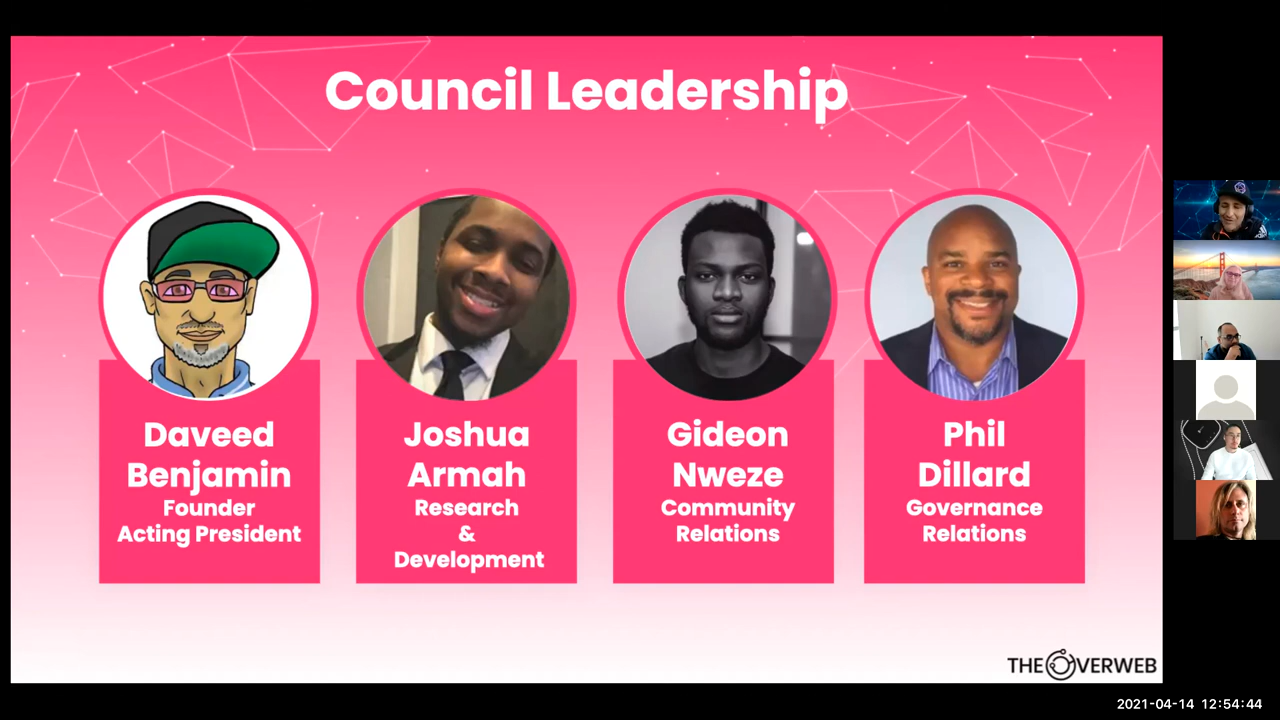 Council Leadership
Daveed
Benjamin
Founder
Acting President
Joshua
Armah
Research
&
Development
Gideon
Nweze
Community
Relations
Phil
Dillard
Governance
Relations
THE OVERWEB
2021-04-14 12:54:44